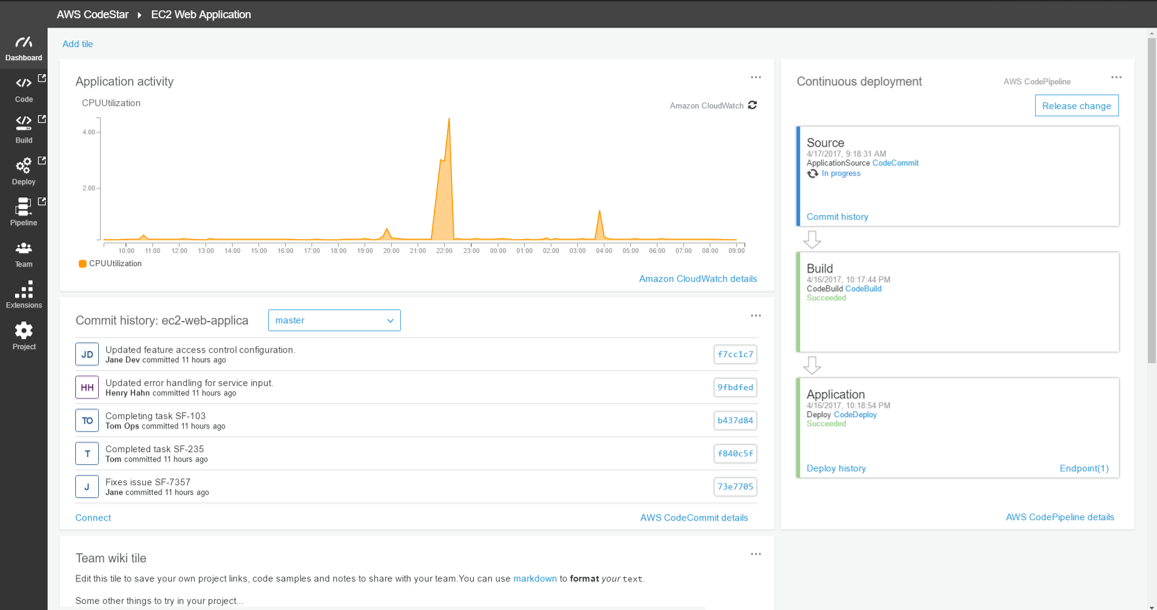 AWS CodeStar ▸ EC2 Web Application
Dashboard
Code
Build
Deploy
Pipeline
Team
Extensions
Project
Add tile
Application activity
CPUUtilization
Amazon CloudWatch
4.00
2.00
10:00 11:00 12:00 13:00 14:00 15:00 16:00 17:00 18:00 19:00 20:00 21:00 22:00 23:00 00:00 01:00 02:00 03:00 04:00 05:00 06:00 07:00 08:00 09:00
CPUUtilization
Amazon CloudWatch details
Commit history: ec2-web-applica
master
JD
Updated feature access control configuration.
Jane Dev committed 11 hours ago
f7cc1c7
HH
Updated error handling for service input.
Henry Hahn committed 11 hours ago
9fbdfed
TO
Completing task SF-103
Tom Ops committed 11 hours ago
b437d84
T
Completed task SF-235
Tom committed 11 hours ago
f840c5f
J
Fixes issue SF-7357
Jane committed 11 hours ago
73e7705
Connect
AWS CodeCommit details
Team wiki tile
Edit this tile to save your own project links, code samples and notes to share with your team.You can use markdown to format your text.
Some other things to try in your project...
Continuous deployment
AWS CodePipeline
Release change
Source
4/17/2017, 9:18:31 AM
ApplicationSource CodeCommit
In progress
Commit history
Build
4/16/2017, 10:17:44 PM
CodeBuild CodeBuild
Succeeded
Application
4/16/2017, 10:18:54 PM
Deploy CodeDeploy
Succeeded
Deploy history
Endpoint(1)
AWS CodePipeline details